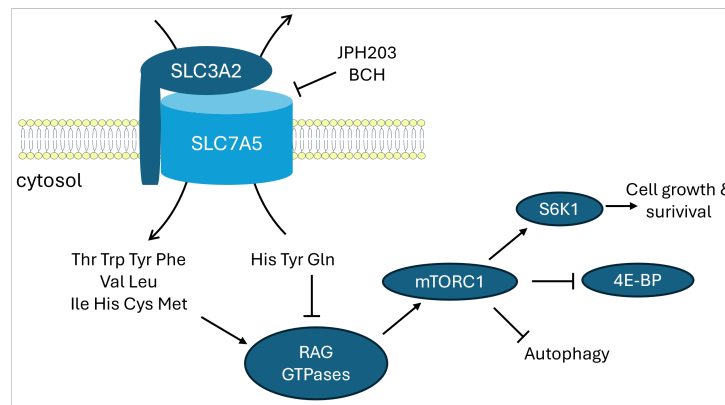 SLC3A2
JPH203
BCH
SLC7A5
cytosol
Thr Trp Tyr Phe
Val Leu
Ile His Cys Met
His Tyr Gln
RAG
GTPases
mTORC1
S6K1
Cell growth &
surivival
4E-BP
Autophagy